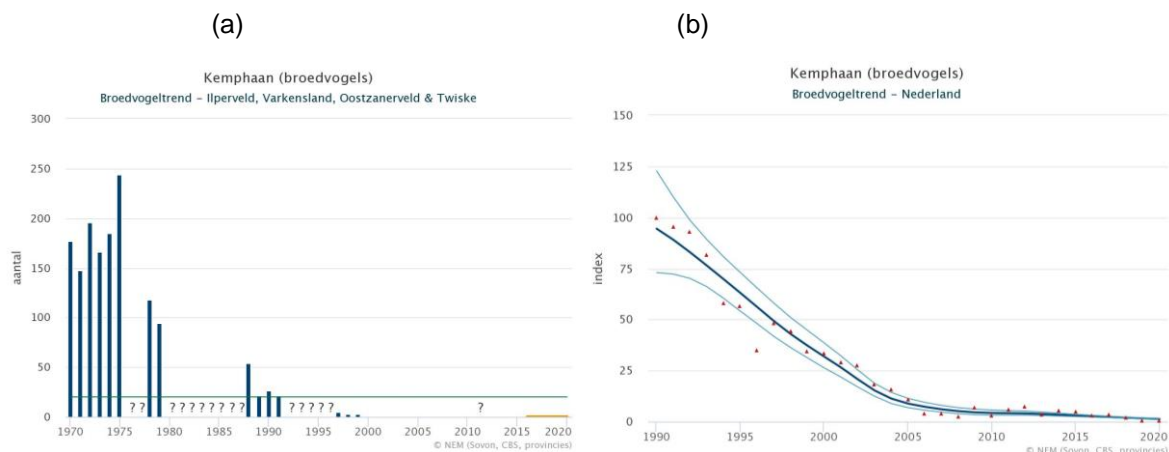 (a)
Kemphaan (broedvogels)
Broedvogeltrend – Ilperveld, Varkensland, Oostzanerveld & Twiske
300
250
200
150
100
50
0
aantal
? ? ? ? ? ? ? ? ? ? ? ? ? ? ? ?
1970 1975 1980 1985 1990 1995 2000 2005 2010 2015 2020
© NEM (Sovon, CBS, provincies)
(b)
Kemphaan (broedvogels)
Broedvogeltrend – Nederland
150
125
100
75
50
25
0
index
1990 1995 2000 2005 2010 2015 2020
© NEM (Sovon, CBS, provincies)